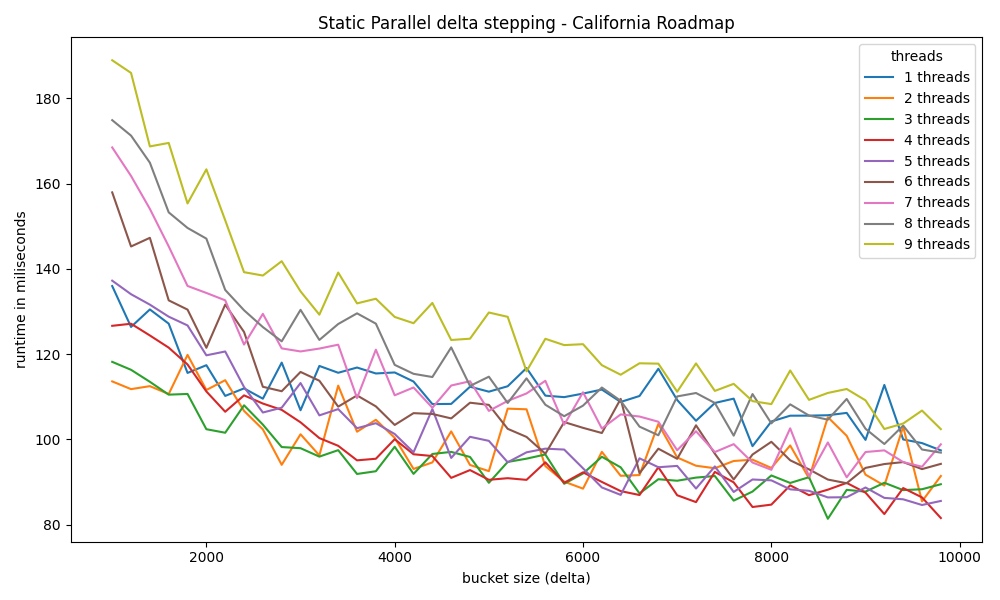 Static Parallel delta stepping - California Roadmap
threads
1 threads
2 threads
3 threads
4 threads
5 threads
6 threads
7 threads
8 threads
9 threads
runtime in miliseconds
180
160
140
120
100
80
2000
4000
6000
8000
10000
bucket size (delta)